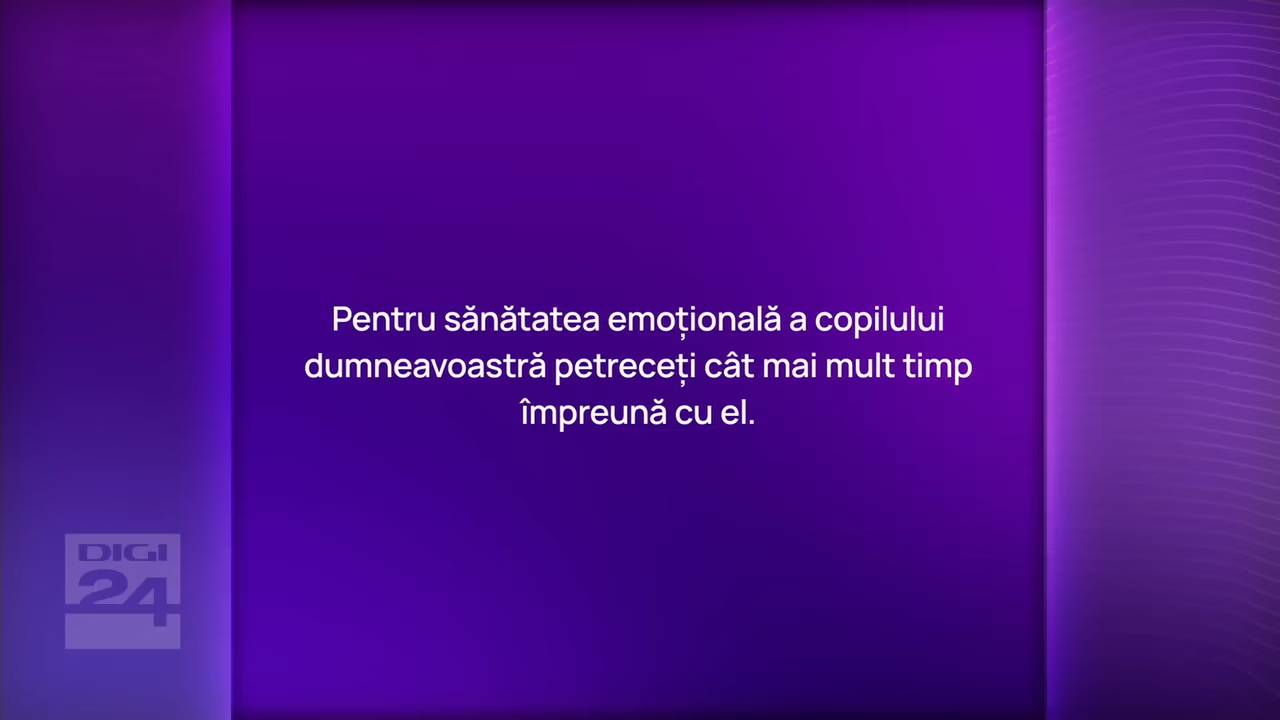 Pentru sănătatea emoțională a copilului
dumneavoastră petreceți cât mai mult timp
împreună cu el.
DIGI
24